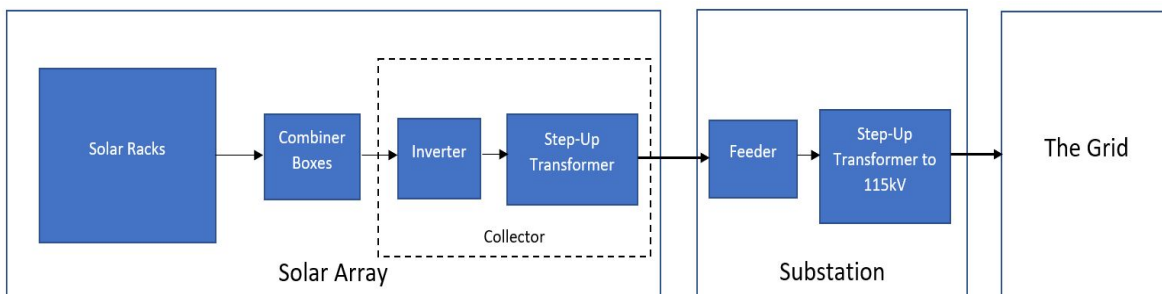 Solar Racks
Combiner
Boxes
Inverter
Step-Up
Transformer
Collector
Solar Array
Feeder
Step-Up
Transformer to
115kV
Substation
The Grid